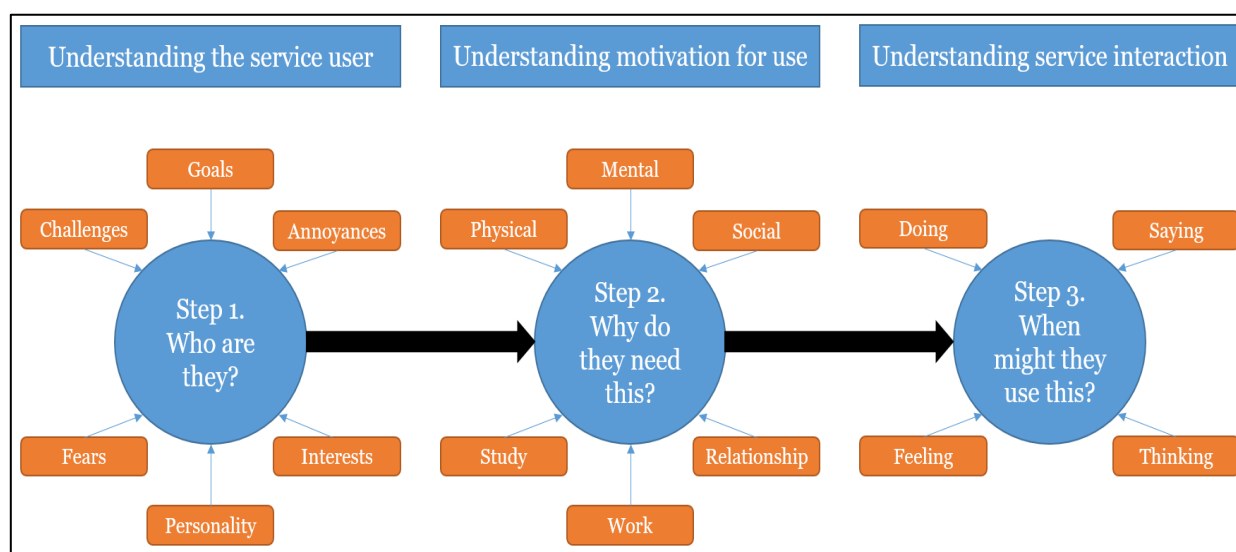 Understanding the service user
Understanding motivation for use
Understanding service interaction
Goals
Challenges
Annoyances
Step 1.
Who are
they?
Fears
Interests
Personality
Mental
Physical
Social
Step 2.
Why do
they need
this?
Study
Relationship
Work
Doing
Saying
Step 3.
When
might they
use this?
Feeling
Thinking